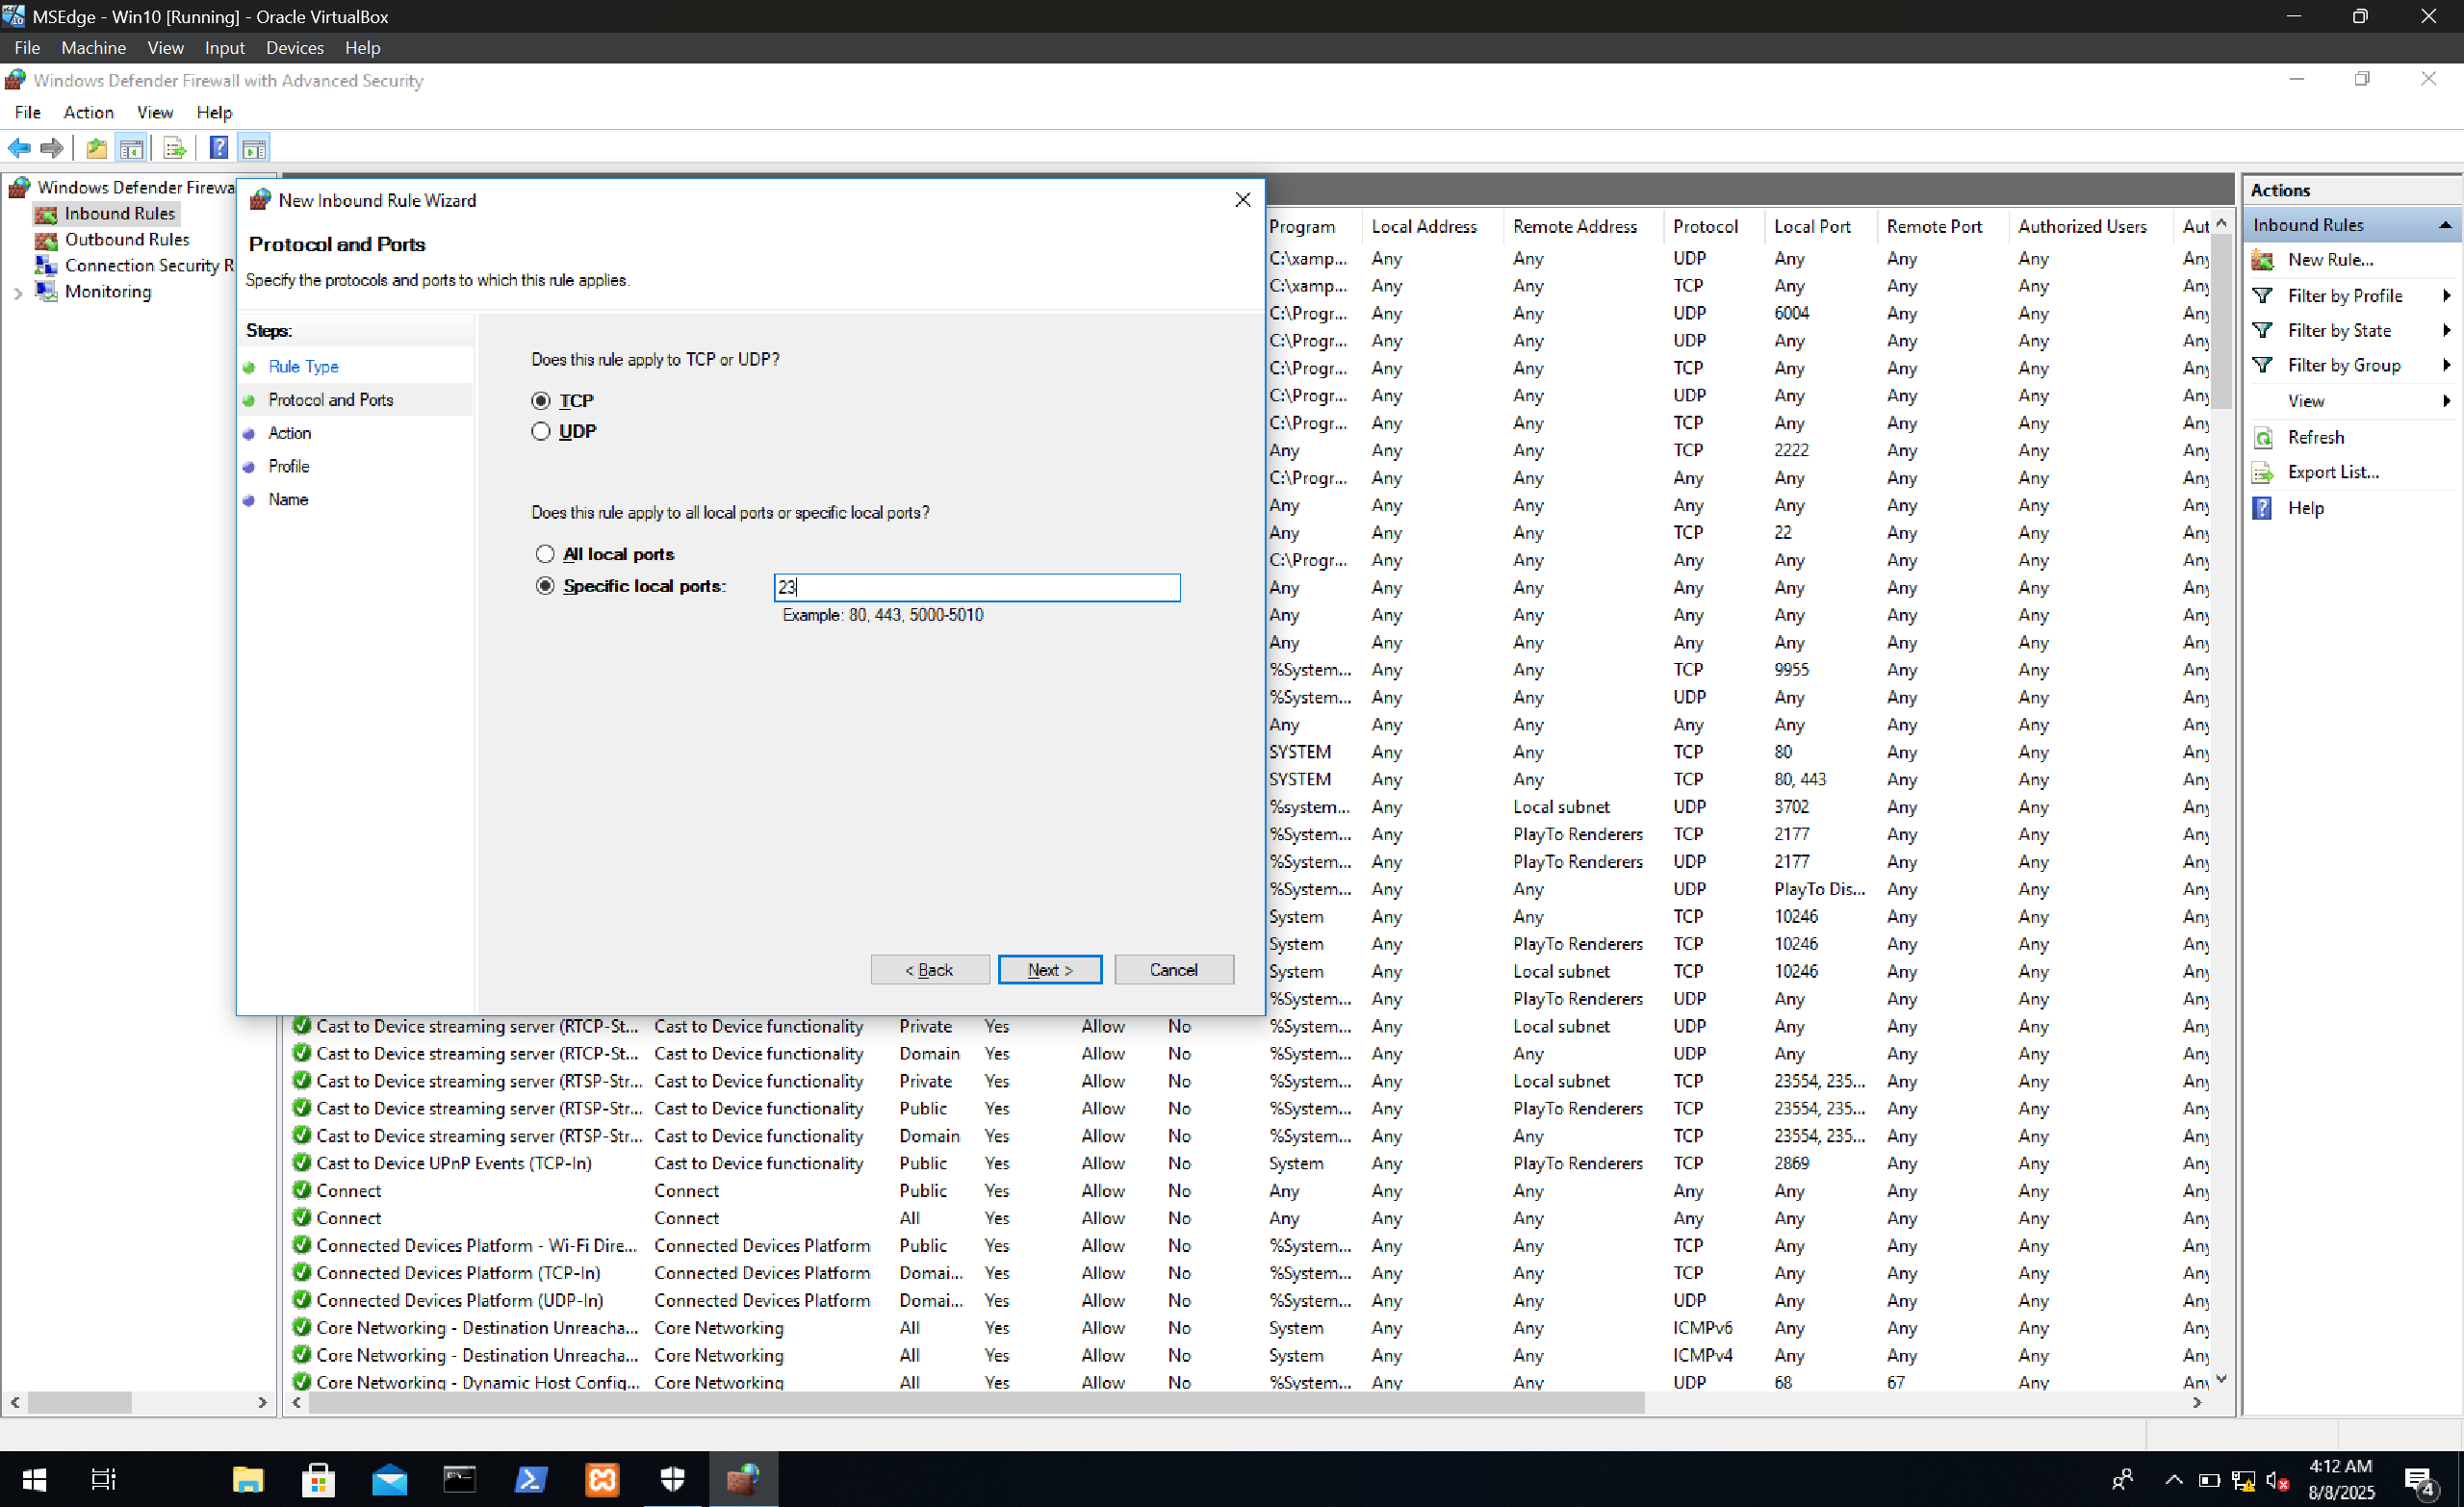 MSEdge - Win10 [Running] - Oracle VirtualBox
File Machine View Input Devices Help
Windows Defender Firewall with Advanced Security
File Action View Help
Windows Defender Firewa
Inbound Rules
Outbound Rules
Connection Security R
Monitoring
New Inbound Rule Wizard
Protocol and Ports
Specify the protocols and ports to which this rule applies.
Steps:
Rule Type
Protocol and Ports
Action
Profile
Name
Does this rule apply to TCP or UDP?
TCP
UDP
Does this rule apply to all local ports or specific local ports?
All local ports
Specific local ports: 23
Example: 80, 443, 5000-5010
< Back Next > Cancel
Program Local Address Remote Address Protocol Local Port Remote Port Authorized Users Aut
C:\xamp... Any Any UDP Any Any Any Any
C:\xamp... Any Any TCP Any Any Any Any
C:\Progr... Any Any UDP 6004 Any Any Any
C:\Progr... Any Any UDP Any Any Any Any
C:\Progr... Any Any TCP Any Any Any Any
C:\Progr... Any Any UDP Any Any Any Any
C:\Progr... Any Any TCP Any Any Any Any
Any Any Any TCP 2222 Any Any Any
C:\Progr... Any Any Any Any Any Any Any
Any Any Any Any Any Any Any Any
Any Any Any TCP 22 Any Any Any
C:\Progr... Any Any Any Any Any Any Any
Any Any Any Any Any Any Any Any
Any Any Any Any Any Any Any Any
Any Any Any Any Any Any Any Any
%System... Any Any TCP 9955 Any Any Any
%System... Any Any UDP Any Any Any Any
Any Any Any Any Any Any Any Any
SYSTEM Any Any TCP 80 Any Any Any
SYSTEM Any Any TCP 80, 443 Any Any Any
%system... Any Local subnet UDP 3702 Any Any Any
%System... Any PlayTo Renderers TCP 2177 Any Any Any
%System... Any PlayTo Renderers UDP 2177 Any Any Any
%System... Any Any UDP PlayTo Dis... Any Any Any
System Any Any TCP 10246 Any Any Any
System Any PlayTo Renderers TCP 10246 Any Any Any
System Any Local subnet TCP 10246 Any Any Any
%System... Any PlayTo Renderers UDP Any Any Any Any
Cast to Device streaming server (RTCP-St... Cast to Device functionality Private Yes Allow No %System... Any Local subnet UDP Any Any Any Any
Cast to Device streaming server (RTCP-St... Cast to Device functionality Domain Yes Allow No %System... Any Any UDP Any Any Any Any
Cast to Device streaming server (RTSP-Str... Cast to Device functionality Private Yes Allow No %System... Any Local subnet TCP 23554, 235... Any Any Any
Cast to Device streaming server (RTSP-Str... Cast to Device functionality Public Yes Allow No %System... Any PlayTo Renderers TCP 23554, 235... Any Any Any
Cast to Device streaming server (RTSP-Str... Cast to Device functionality Domain Yes Allow No %System... Any Any TCP 23554, 235... Any Any Any
Cast to Device UPnP Events (TCP-In) Cast to Device functionality Public Yes Allow No System Any PlayTo Renderers TCP 2869 Any Any Any
Connect Connect Public Yes Allow No Any Any Any Any Any Any Any Any
Connect Connect All Yes Allow No Any Any Any Any Any Any Any Any
Connected Devices Platform - Wi-Fi Dire... Connected Devices Platform Public Yes Allow No %System... Any Any TCP Any Any Any Any
Connected Devices Platform (TCP-In) Connected Devices Platform Domai... Yes Allow No %System... Any Any TCP Any Any Any Any
Connected Devices Platform (UDP-In) Connected Devices Platform Domai... Yes Allow No %System... Any Any UDP Any Any Any Any
Core Networking - Destination Unreacha... Core Networking All Yes Allow No System Any Any ICMPv6 Any Any Any Any
Core Networking - Destination Unreacha... Core Networking All Yes Allow No System Any Any ICMPv4 Any Any Any Any
Core Networking - Dynamic Host Config... Core Networking All Yes Allow No %System... Any Any UDP 68 67 Any Any
Actions
Inbound Rules
New Rule...
Filter by Profile
Filter by State
Filter by Group
View
Refresh
Export List...
Help
4:12 AM
8/8/2025
4